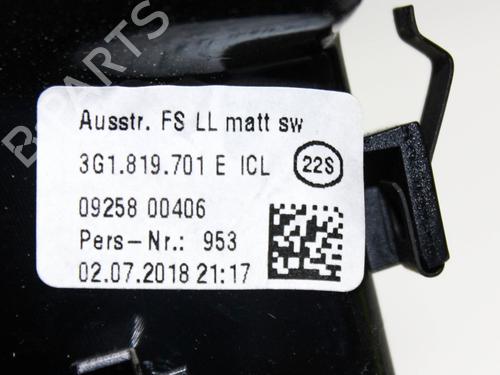 Ausstr. FS LL matt sw
3G1.819.701 E ICL 22S
09258 00406
Pers-Nr.: 953
02.07.2018 21:17
B PARTS